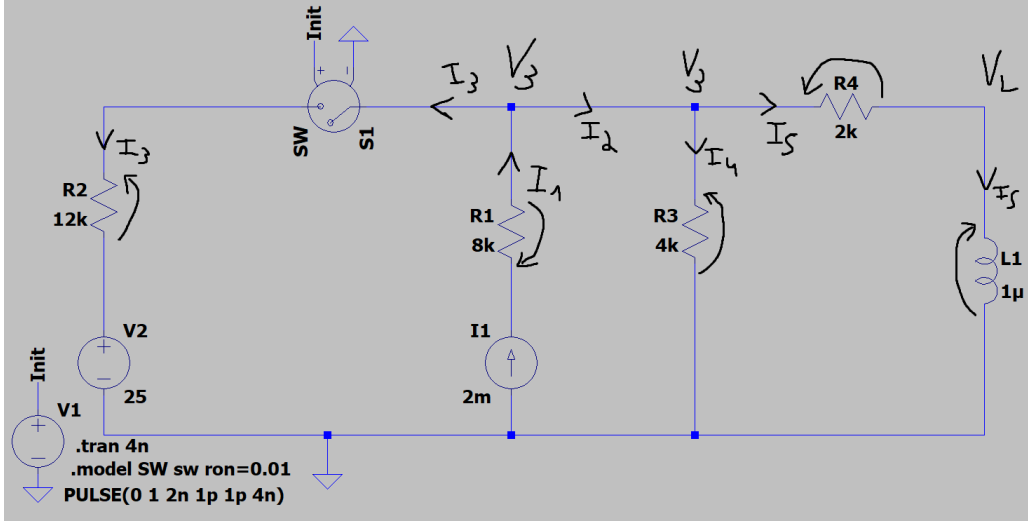 Init
+ −
SW
S1
I3
V3
V3
VL
R4
2k
I2
I5
I3
R2
12k
I1
R1
8k
I4
R3
4k
I5
L1
1µ
V2
+
−
25
I1
2m
Init
V1
+
−
.tran 4n
.model SW sw ron=0.01
PULSE(0 1 2n 1p 1p 4n)